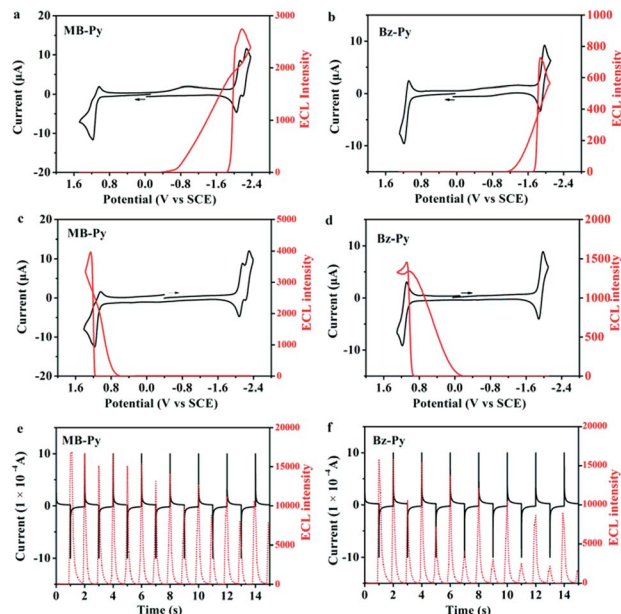 a
MB-Py
20
10
0
-10
-20
Current (μA)
3000
2000
1000
0
ECL Intensity
1.6 0.8 0.0 -0.8 -1.6 -2.4
Potential (V vs SCE)
b
Bz-Py
20
10
0
-10
-20
Current (μA)
1000
800
600
400
200
0
ECL Intensity
1.6 0.8 0.0 -0.8 -1.6 -2.4
Potential (V vs SCE)
c
MB-Py
20
10
0
-10
-20
Current (μA)
5000
4000
3000
2000
1000
0
ECL intensity
1.6 0.8 0.0 -0.8 -1.6 -2.4
Potential (V vs SCE)
d
Bz-Py
10
0
-10
Current (μA)
2000
1500
1000
500
0
ECL intensity
1.6 0.8 0.0 -0.8 -1.6 -2.4
Potential (V vs SCE)
e
MB-Py
10
0
-10
Current (1 × 10⁻⁴ A)
20000
15000
10000
5000
0
ECL intensity
0 2 4 6 8 10 12 14
Time (s)
f
Bz-Py
10
0
-10
Current (1 × 10⁻⁴ A)
20000
15000
10000
5000
0
ECL intensity
0 2 4 6 8 10 12 14
Time (s)